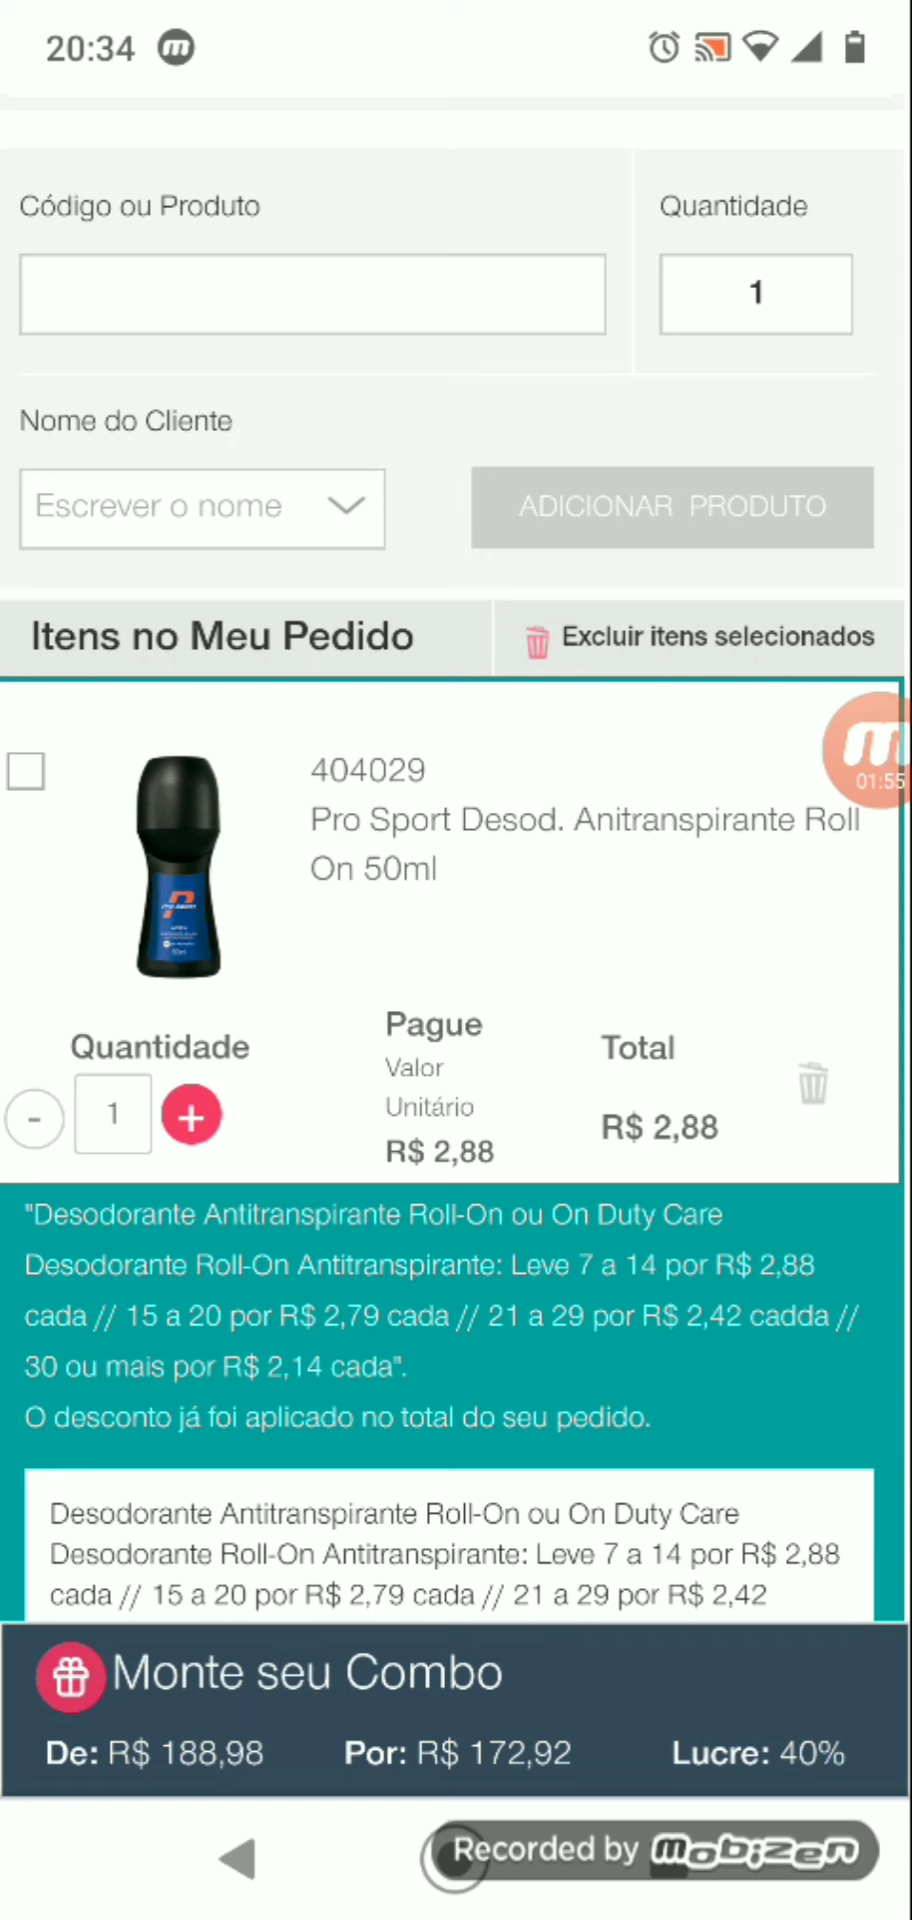 20:34
Código ou Produto
Quantidade
1
Nome do Cliente
Escrever o nome
ADICIONAR PRODUTO
Itens no Meu Pedido
Excluir itens selecionados
404029
Pro Sport Desod. Anitranspirante Roll
On 50ml
01:55
Quantidade
- 1 +
Pague
Valor
Unitário
R$ 2,88
Total
R$ 2,88
"Desodorante Antitranspirante Roll-On ou On Duty Care
Desodorante Roll-On Antitranspirante: Leve 7 a 14 por R$ 2,88
cada // 15 a 20 por R$ 2,79 cada // 21 a 29 por R$ 2,42 cadda //
30 ou mais por R$ 2,14 cada".
O desconto já foi aplicado no total do seu pedido.
Desodorante Antitranspirante Roll-On ou On Duty Care
Desodorante Roll-On Antitranspirante: Leve 7 a 14 por R$ 2,88
cada // 15 a 20 por R$ 2,79 cada // 21 a 29 por R$ 2,42
Monte seu Combo
De: R$ 188,98 Por: R$ 172,92 Lucre: 40%
Recorded by mobizen